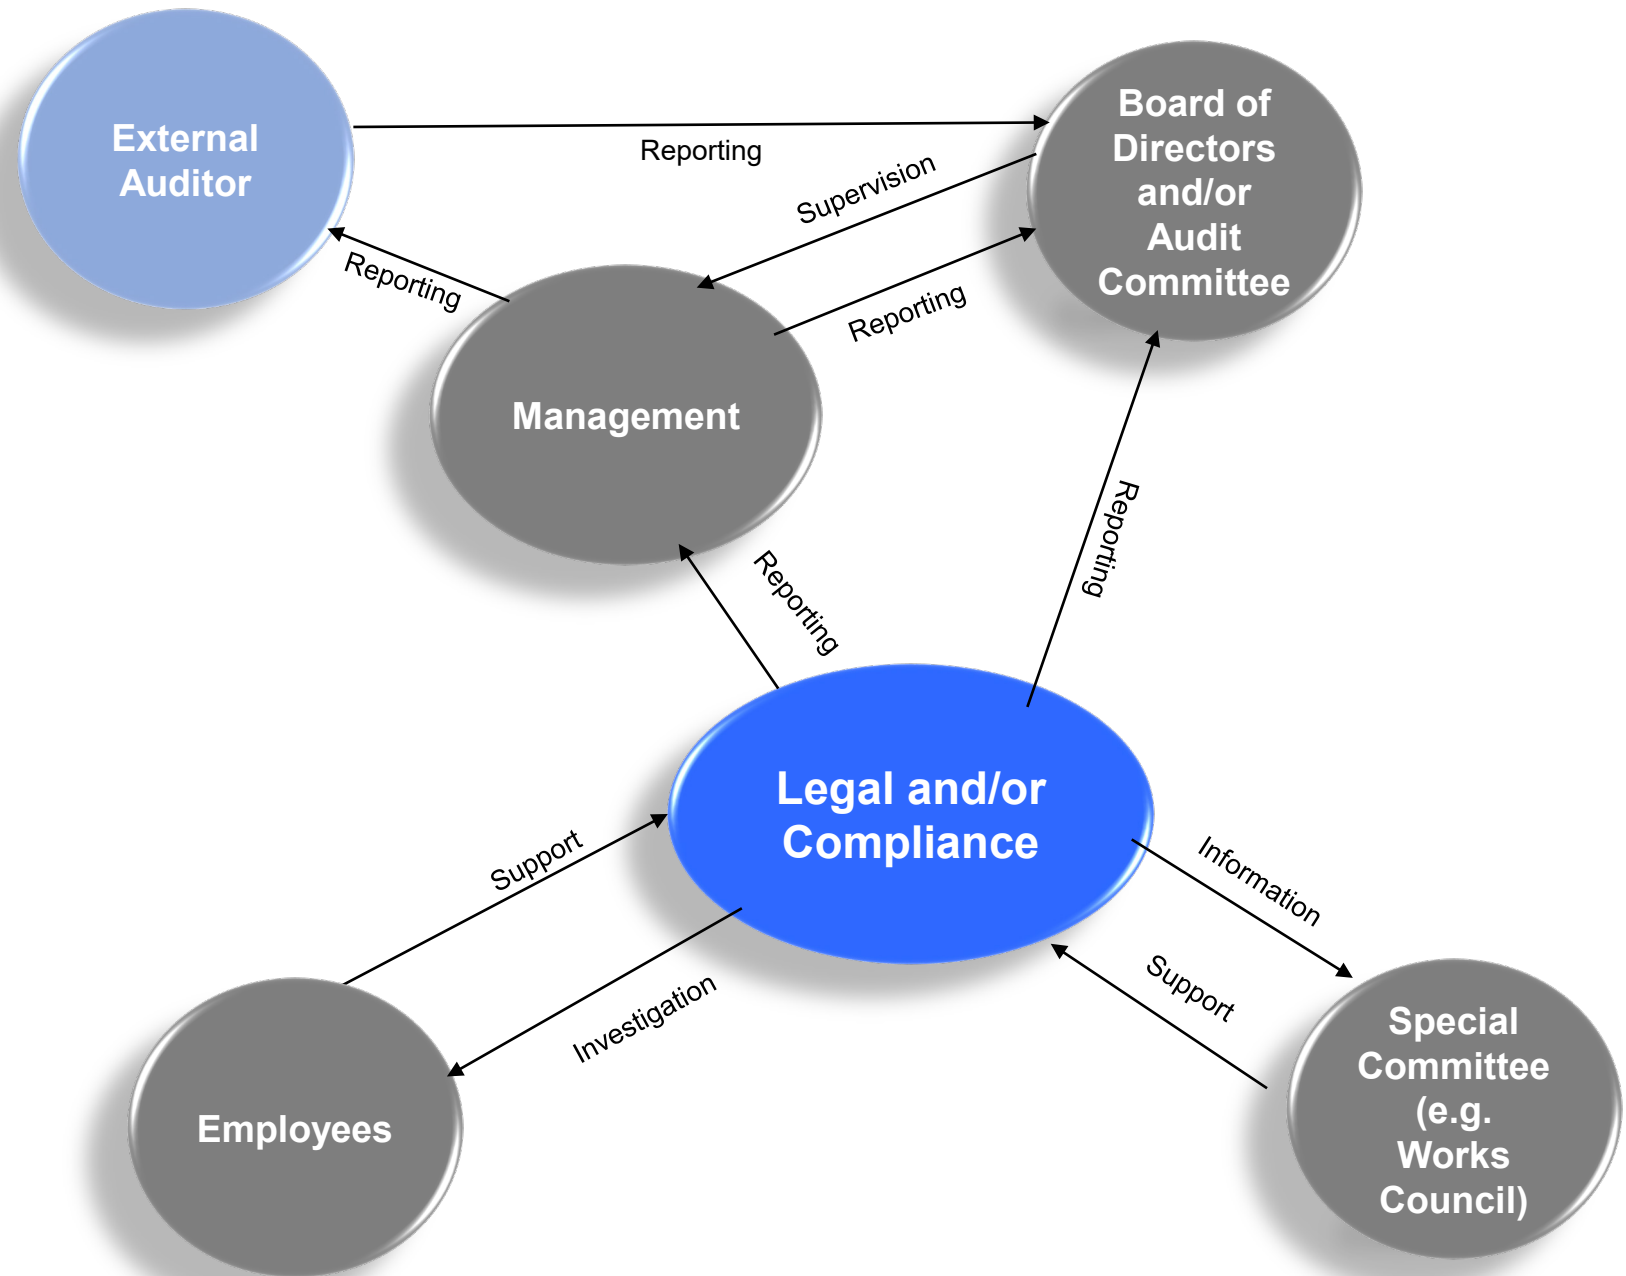 External
Auditor
Reporting
Board of
Directors
and/or
Audit
Committee
Supervision
Reporting
Reporting
Management
Reporting
Reporting
Legal and/or
Compliance
Support
Investigation
Information
Support
Employees
Special
Committee
(e.g.
Works
Council)